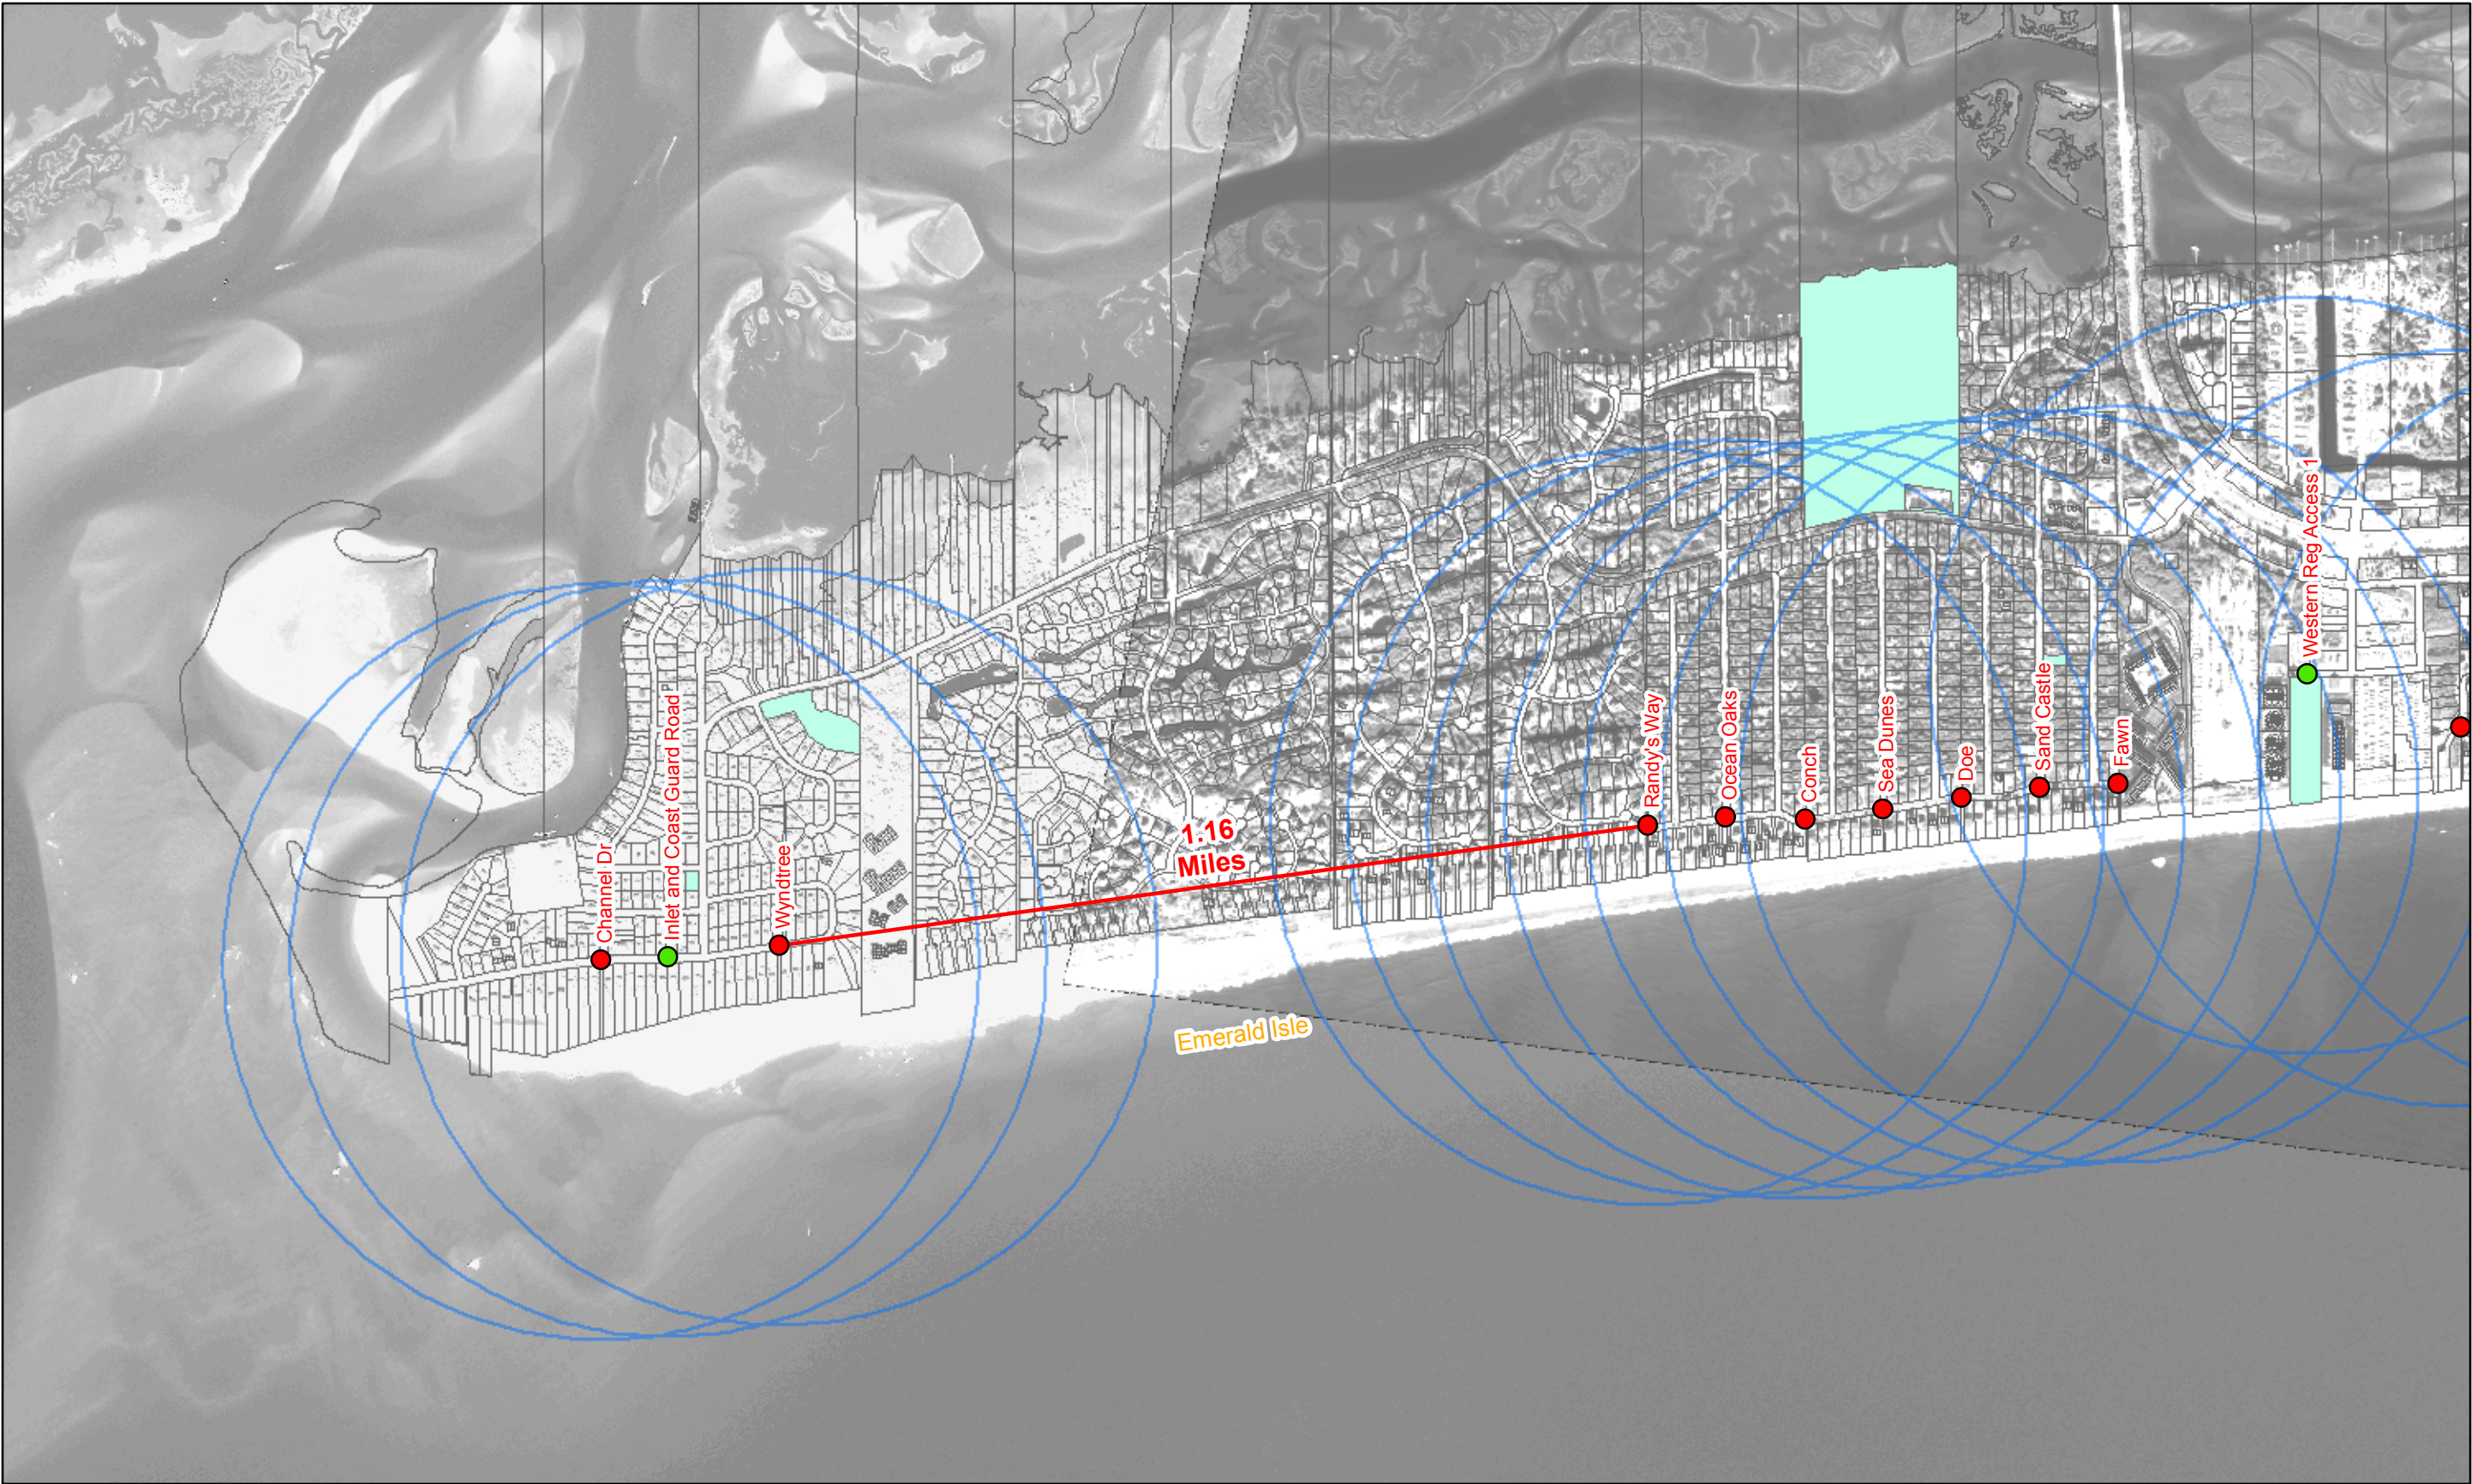 Western Reg Access 1
Channel Dr
Inlet and Coast Guard Road
Wyndtree
1.16
Miles
Randy's Way
Ocean Oaks
Conch
Sea Dunes
Doe
Sand Castle
Fawn
Emerald Isle